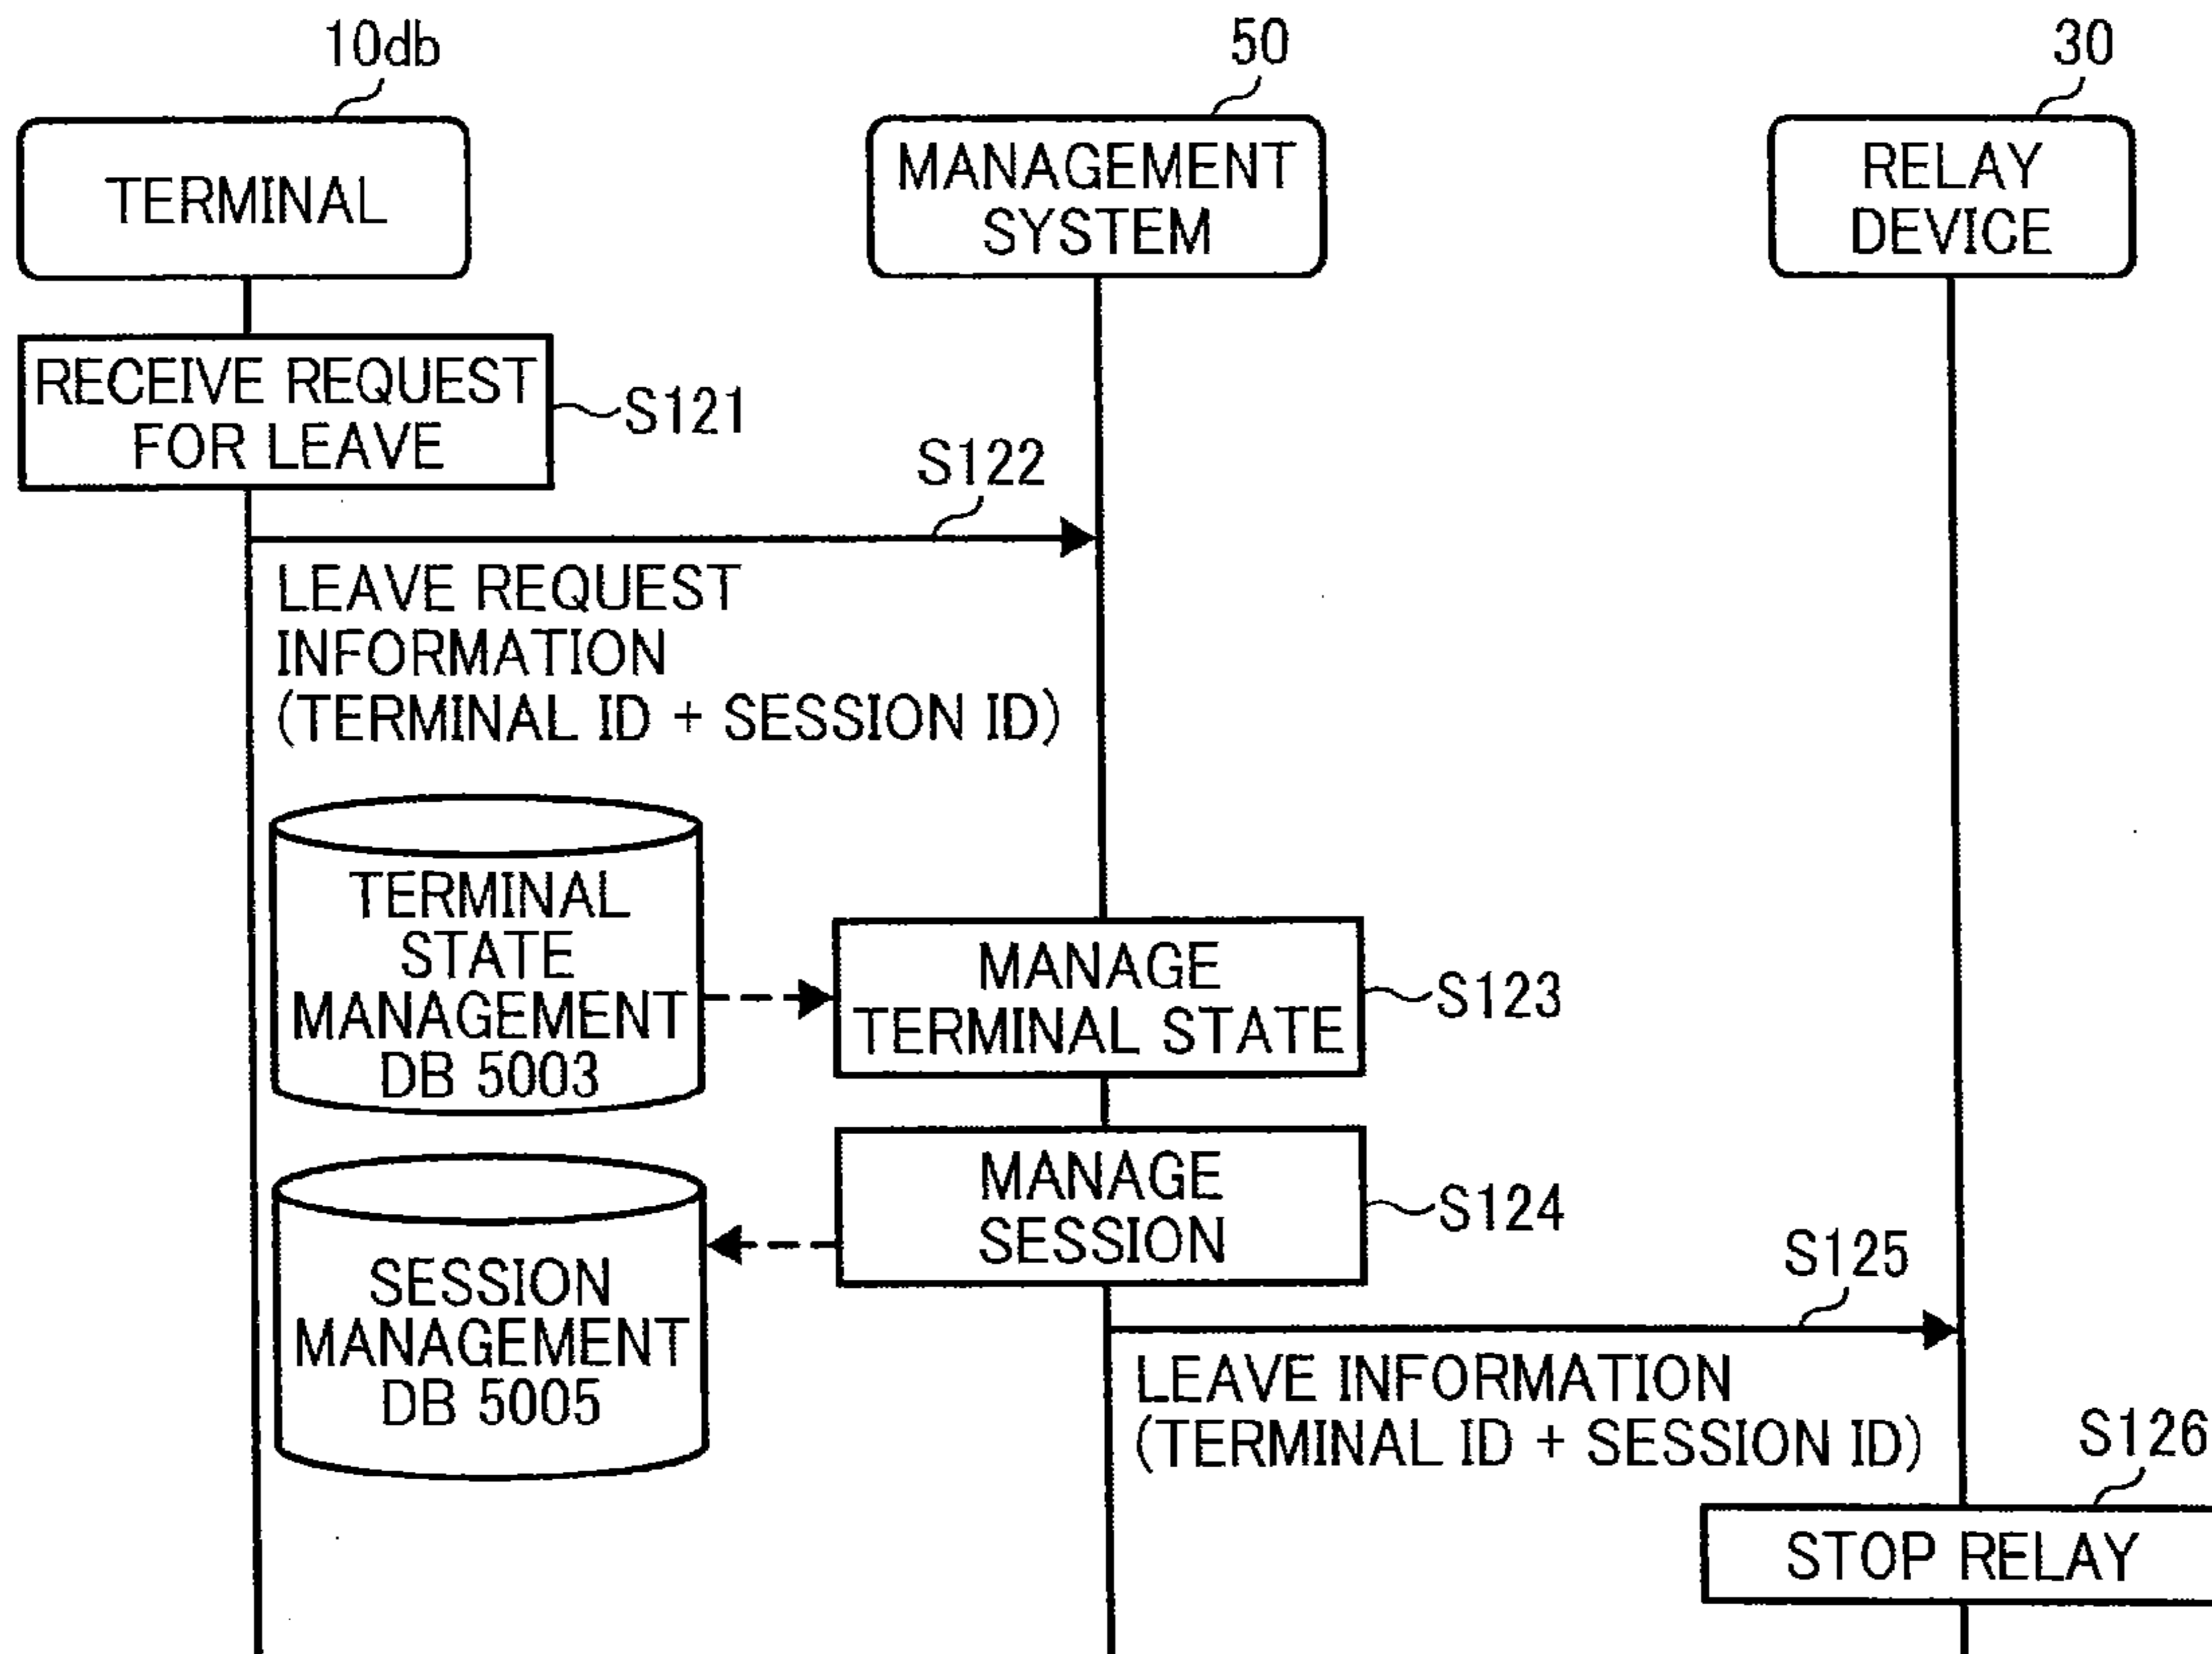 10db
50
30
TERMINAL
MANAGEMENT
SYSTEM
RELAY
DEVICE
RECEIVE REQUEST
FOR LEAVE
S121
S122
LEAVE REQUEST
INFORMATION
(TERMINAL ID + SESSION ID)
TERMINAL
STATE
MANAGEMENT
DB 5003
MANAGE
TERMINAL STATE
S123
MANAGE
SESSION
S124
SESSION
MANAGEMENT
DB 5005
S125
LEAVE INFORMATION
(TERMINAL ID + SESSION ID)
S126
STOP RELAY